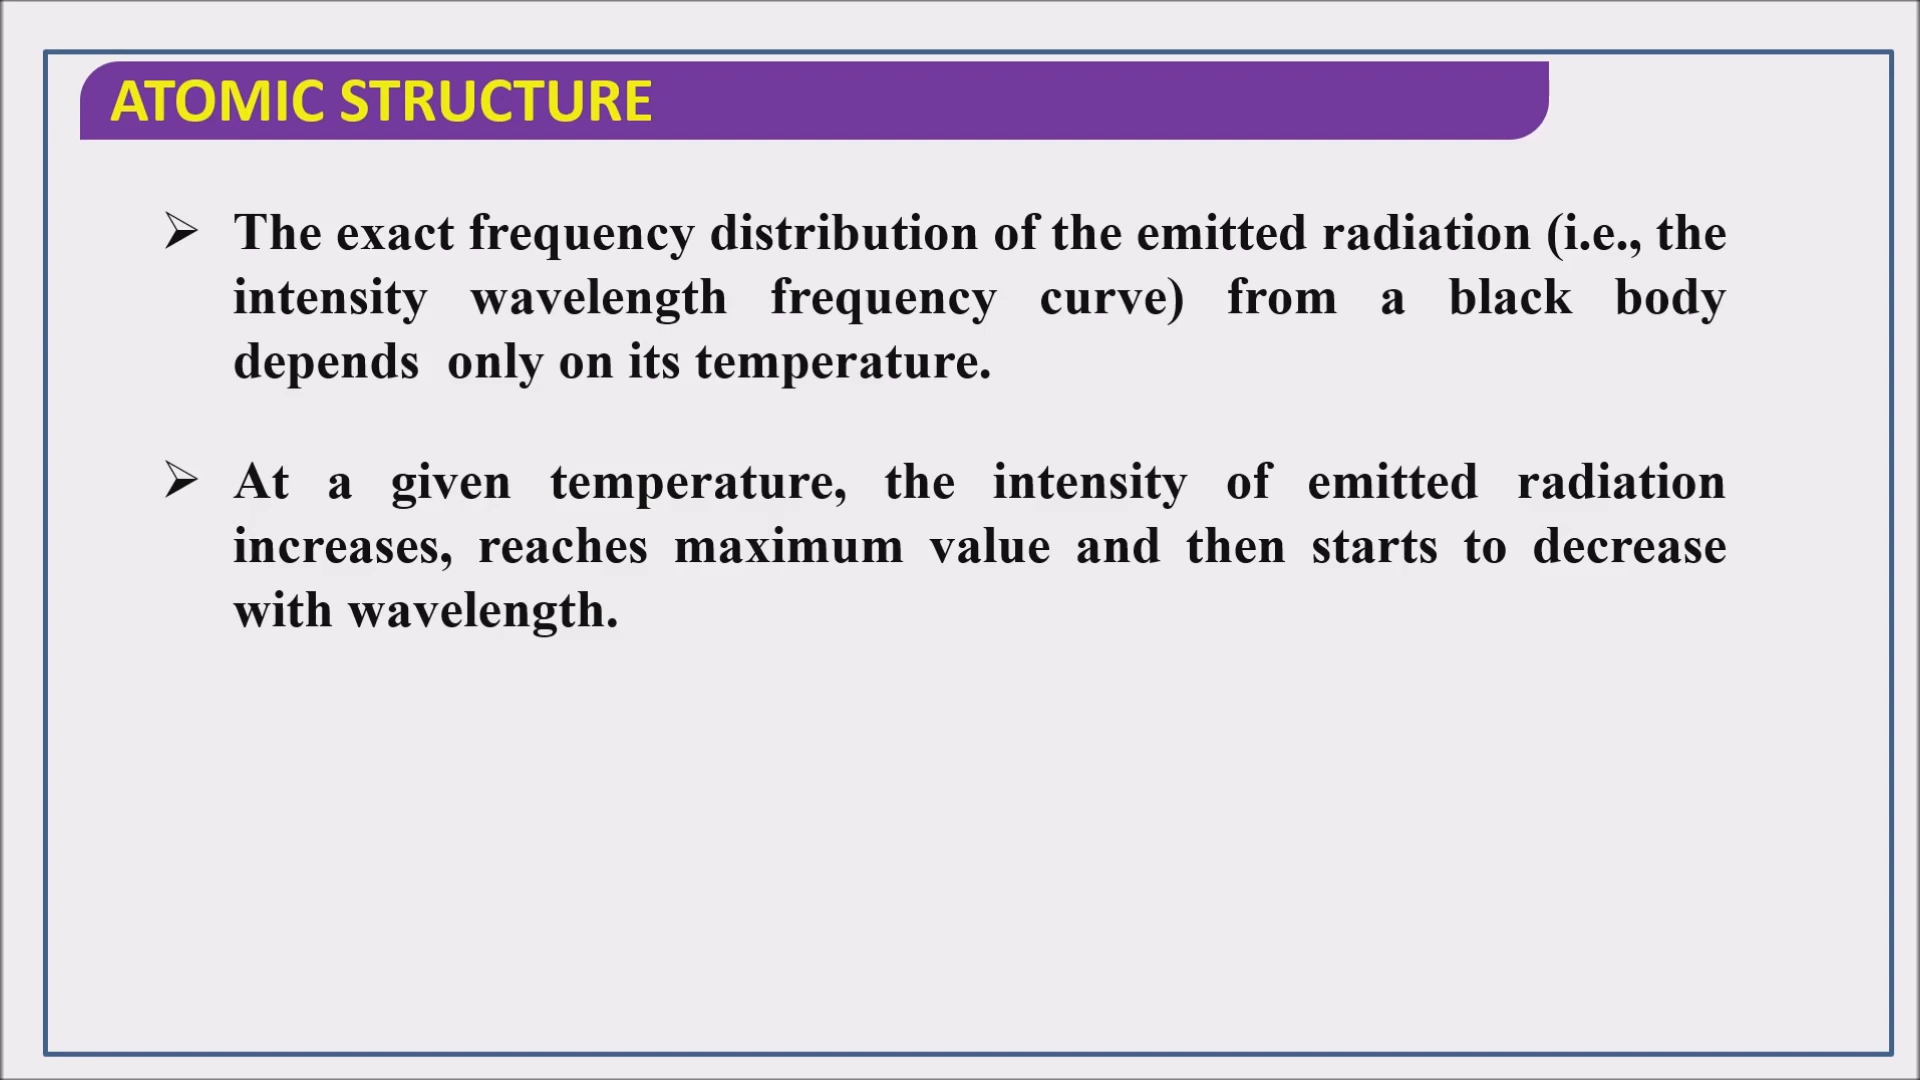 ATOMIC STRUCTURE
➢ The exact frequency distribution of the emitted radiation (i.e., the
intensity wavelength frequency curve) from a black body
depends only on its temperature.
➢ At a given temperature, the intensity of emitted radiation
increases, reaches maximum value and then starts to decrease
with wavelength.